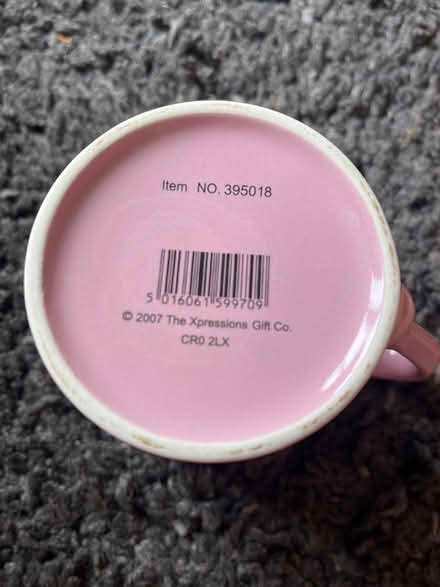 Item NO. 395018
5 016061 599709
© 2007 The Xpressions Gift Co.
CR0 2LX